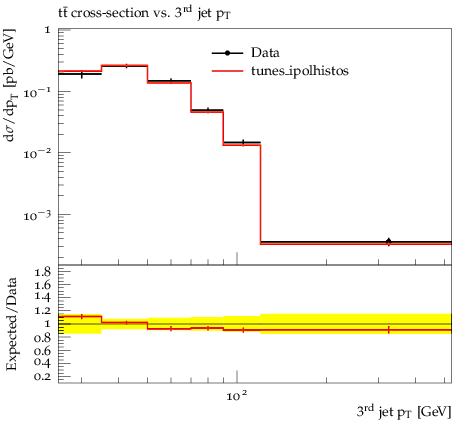 tt̄ cross-section vs. 3rd jet pT
dσ/dpT [pb/GeV]
1
10−1
10−2
10−3
Data
tunes_ipolhistos
Expected/Data
1.8
1.6
1.4
1.2
1
0.8
0.6
0.4
0.2
10 2
3rd jet pT [GeV]